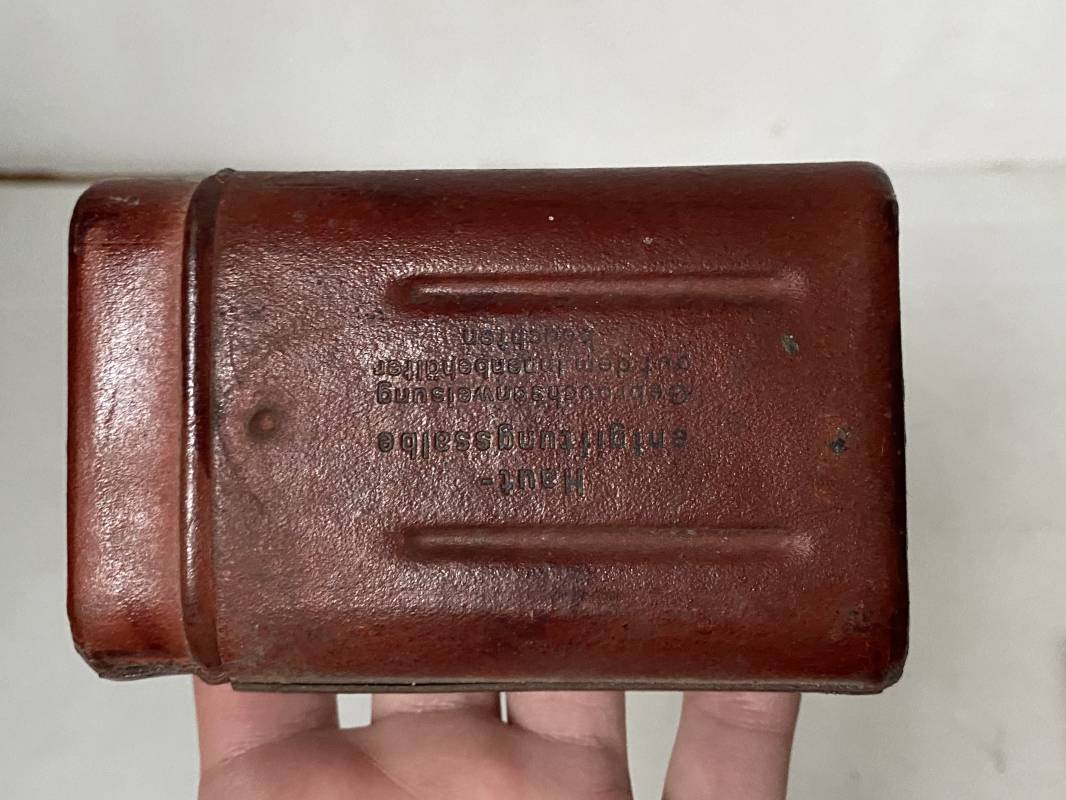 Haut-
entgiftungssalbe
Gebrauchsanweisung
auf dem Innenbehälter
beachten